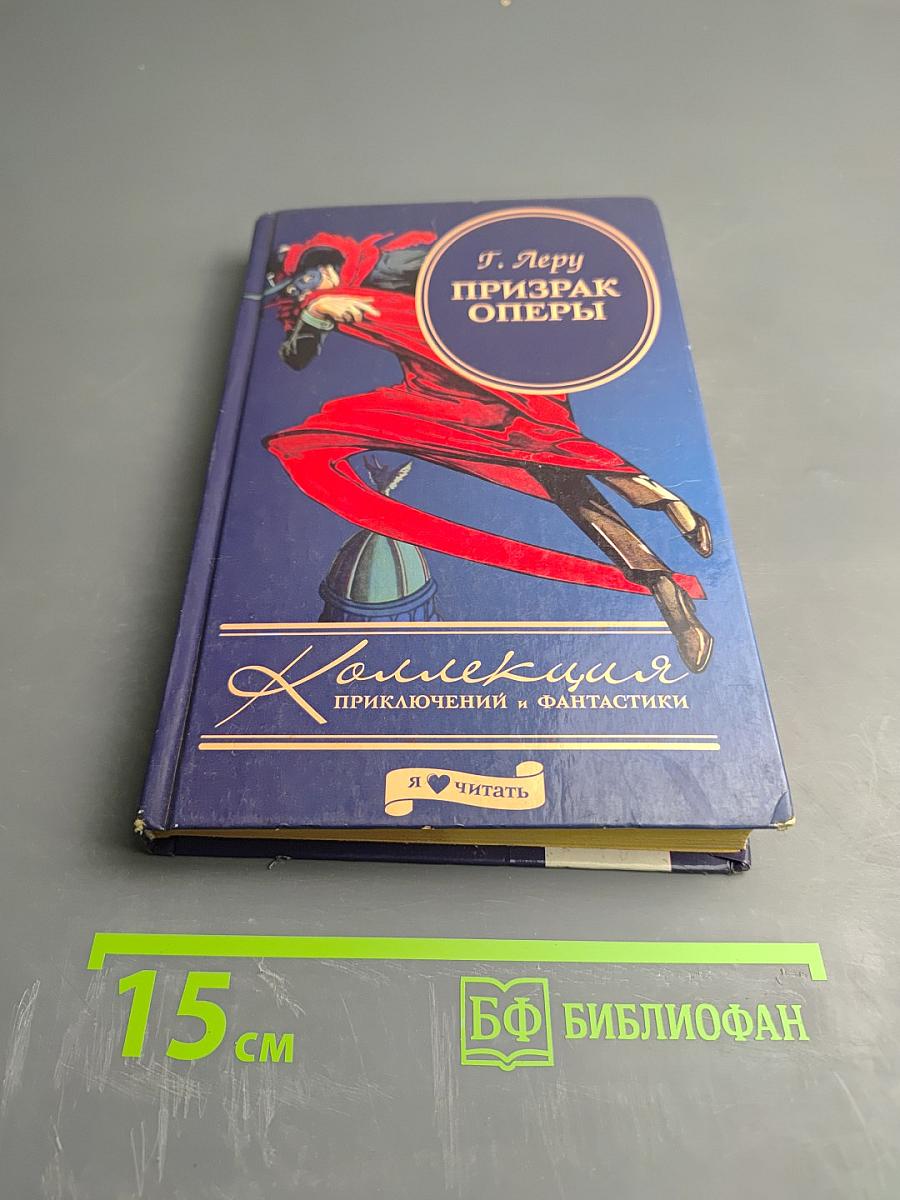 Г. Леру
ПРИЗРАК
ОПЕРЫ
Коллекция
ПРИКЛЮЧЕНИЙ и ФАНТАСТИКИ
я ♥ читать
15 см
БФ БИБЛИОФАН